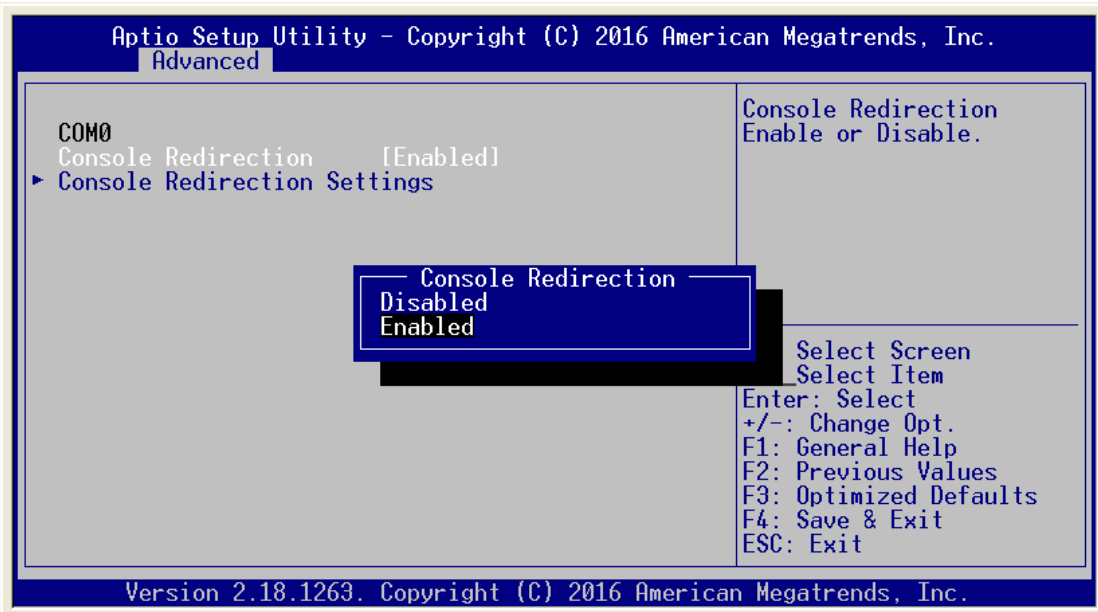 Aptio Setup Utility – Copyright (C) 2016 American Megatrends, Inc.
Advanced
COM0
Console Redirection [Enabled]
► Console Redirection Settings
Console Redirection
Enable or Disable.
Console Redirection
Disabled
Enabled
Select Screen
_Select Item
Enter: Select
+/-: Change Opt.
F1: General Help
F2: Previous Values
F3: Optimized Defaults
F4: Save & Exit
ESC: Exit
Version 2.18.1263. Copyright (C) 2016 American Megatrends, Inc.